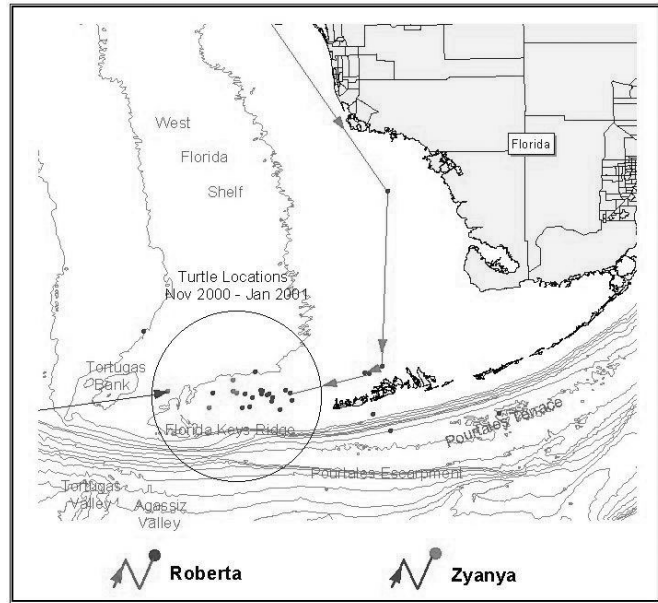 West
Florida
Shelf
Florida
Turtle Locations
Nov 2000 - Jan 2001
Tortugas
Bank
Florida Keys Ridge
Pourtales Terrace
Pourtales Escarpment
Tortugas
Valley
Agassiz
Valley
Roberta
Zyanya